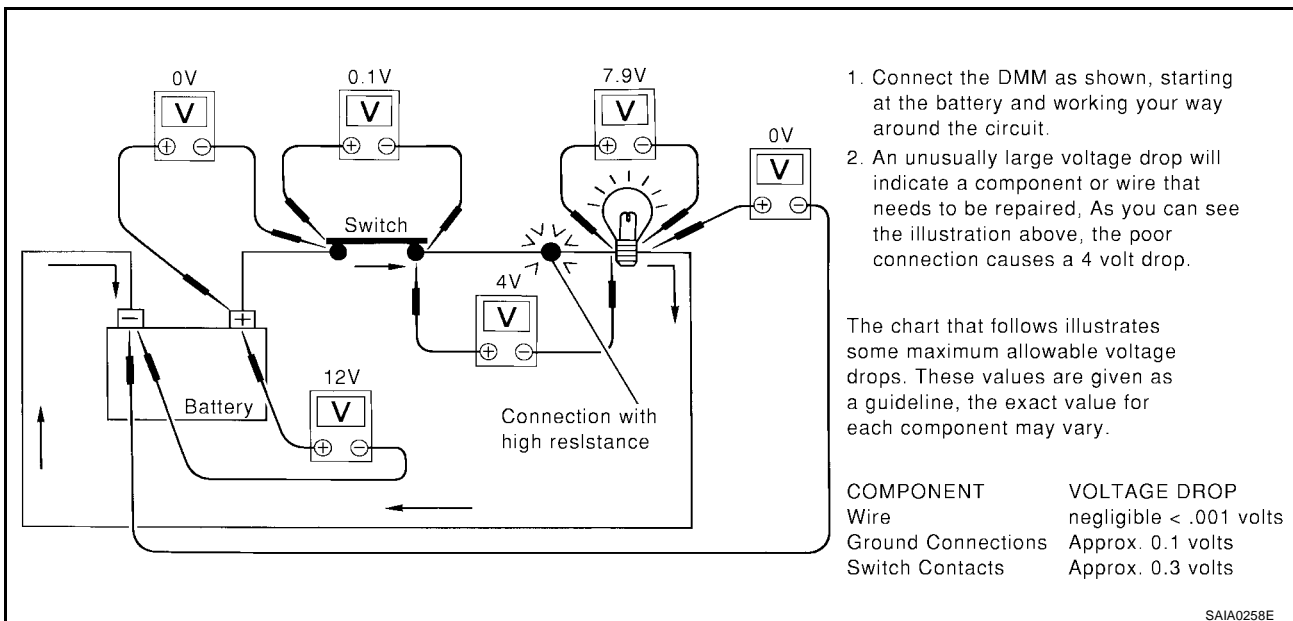 0V
0.1V
7.9V
0V
V
V
V
V
⊕ ⊖
⊕ ⊖
⊕ ⊖
⊕ ⊖
Switch
4V
V
⊕ ⊖
−
+
12V
V
⊕ ⊖
Battery
Connection with
high resIstance
1. Connect the DMM as shown, starting
at the battery and working your way
around the circuit.
2. An unusually large voltage drop will
indicate a component or wire that
needs to be repaired, As you can see
the illustration above, the poor
connection causes a 4 volt drop.
The chart that follows illustrates
some maximum allowable voltage
drops. These values are given as
a guideline, the exact value for
each component may vary.
COMPONENT VOLTAGE DROP
Wire negligible < .001 volts
Ground Connections Approx. 0.1 volts
Switch Contacts Approx. 0.3 volts
SAIA0258E